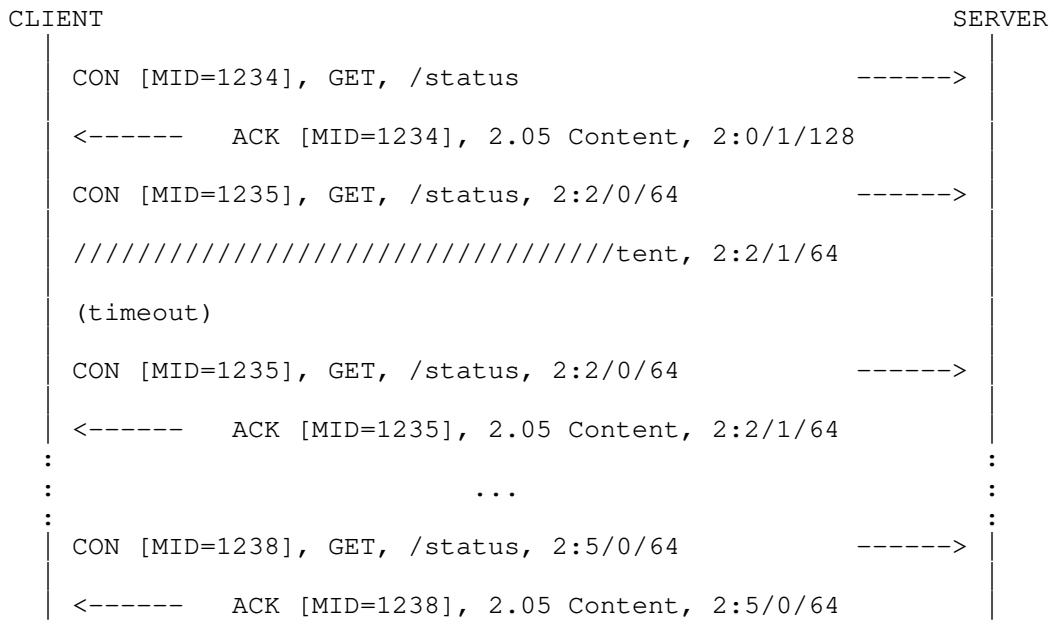 CLIENT SERVER
CON [MID=1234], GET, /status ------>
<------ ACK [MID=1234], 2.05 Content, 2:0/1/128
CON [MID=1235], GET, /status, 2:2/0/64 ------>
//////////////////////////////////tent, 2:2/1/64
(timeout)
CON [MID=1235], GET, /status, 2:2/0/64 ------>
<------ ACK [MID=1235], 2.05 Content, 2:2/1/64
: :
: ... :
: :
CON [MID=1238], GET, /status, 2:5/0/64 ------>
<------ ACK [MID=1238], 2.05 Content, 2:5/0/64